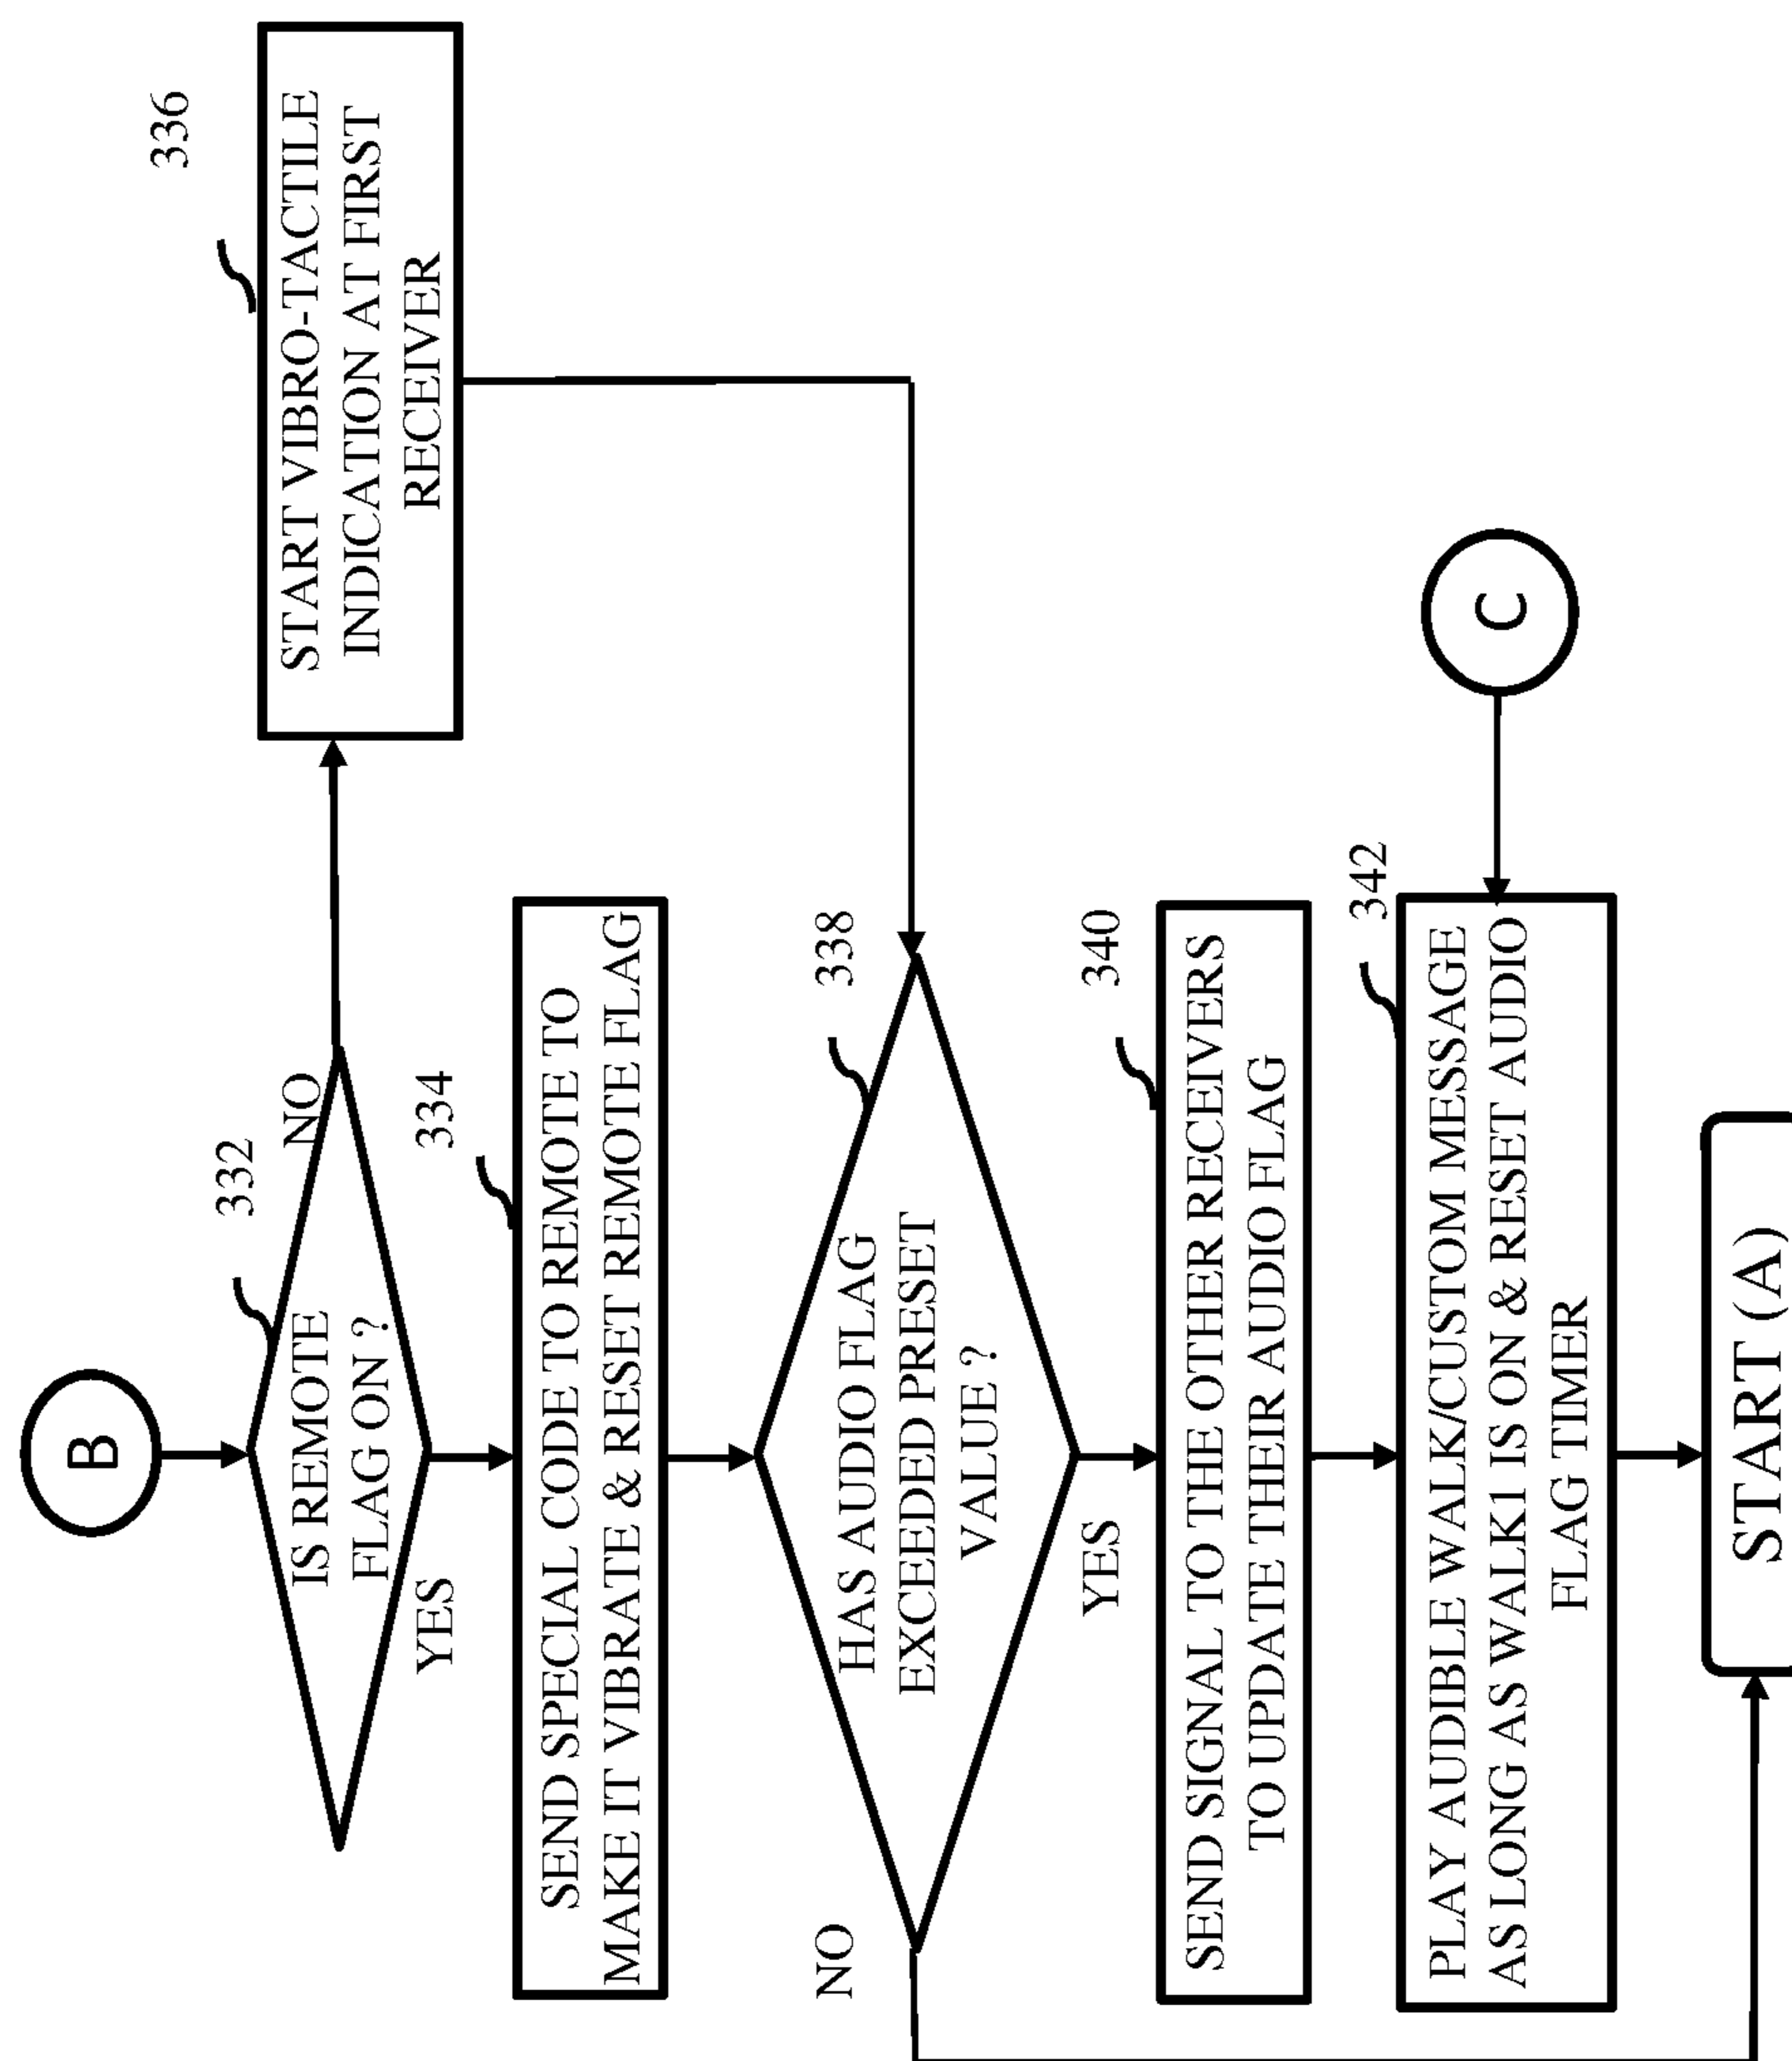 B
332
IS REMOTE
FLAG ON ?
NO
YES
336
START VIBRO-TACTILE
INDICATION AT FIRST
RECEIVER
334
SEND SPECIAL CODE TO REMOTE TO
MAKE IT VIBRATE & RESET REMOTE FLAG
338
HAS AUDIO FLAG
EXCEEDED PRESET
VALUE ?
NO
YES
340
SEND SIGNAL TO THE OTHER RECEIVERS
TO UPDATE THEIR AUDIO FLAG
342
PLAY AUDIBLE WALK/CUSTOM MESSAGE
AS LONG AS WALK1 IS ON & RESET AUDIO
FLAG TIMER
C
START (A)